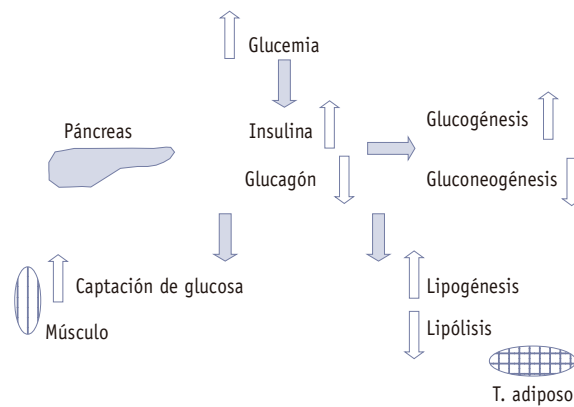 Glucemia
Páncreas
Insulina
Glucagón
Glucogénesis
Gluconeogénesis
Captación de glucosa
Músculo
Lipogénesis
Lipólisis
T. adiposo